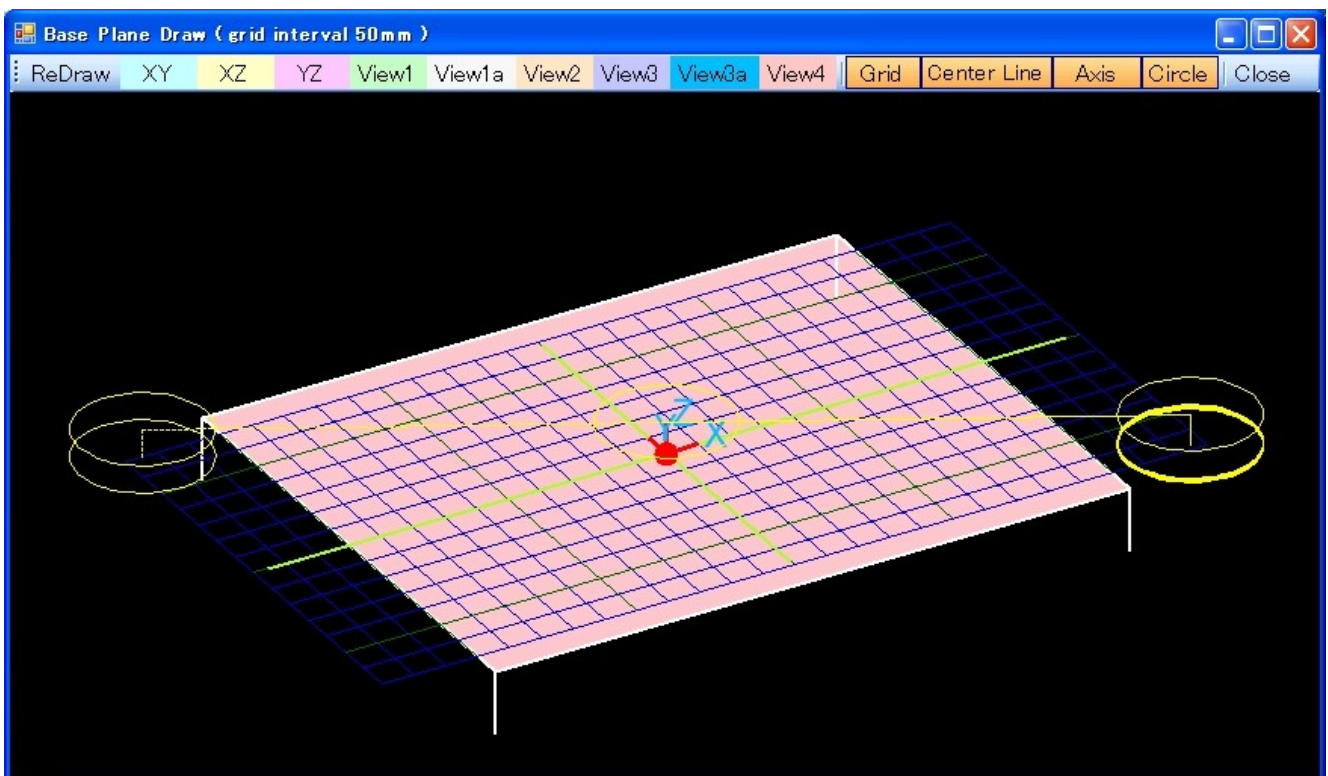 Base Plane Draw ( grid interval 50mm )
ReDraw XY XZ YZ View1 View1a View2 View3 View3a View4 Grid Center Line Axis Circle Close
Z
Y X